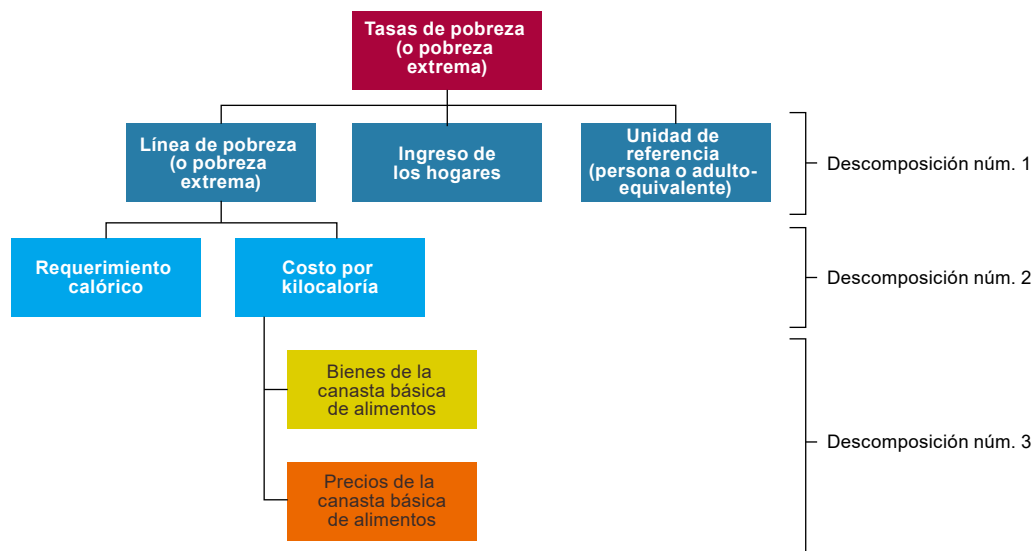 Tasas de pobreza
(o pobreza
extrema)
Línea de pobreza
(o pobreza
extrema)
Ingreso de
los hogares
Unidad de
referencia
(persona o adulto-
equivalente)
Descomposición núm. 1
Requerimiento
calórico
Costo por
kilocaloría
Descomposición núm. 2
Bienes de la
canasta básica
de alimentos
Precios de la
canasta básica
de alimentos
Descomposición núm. 3